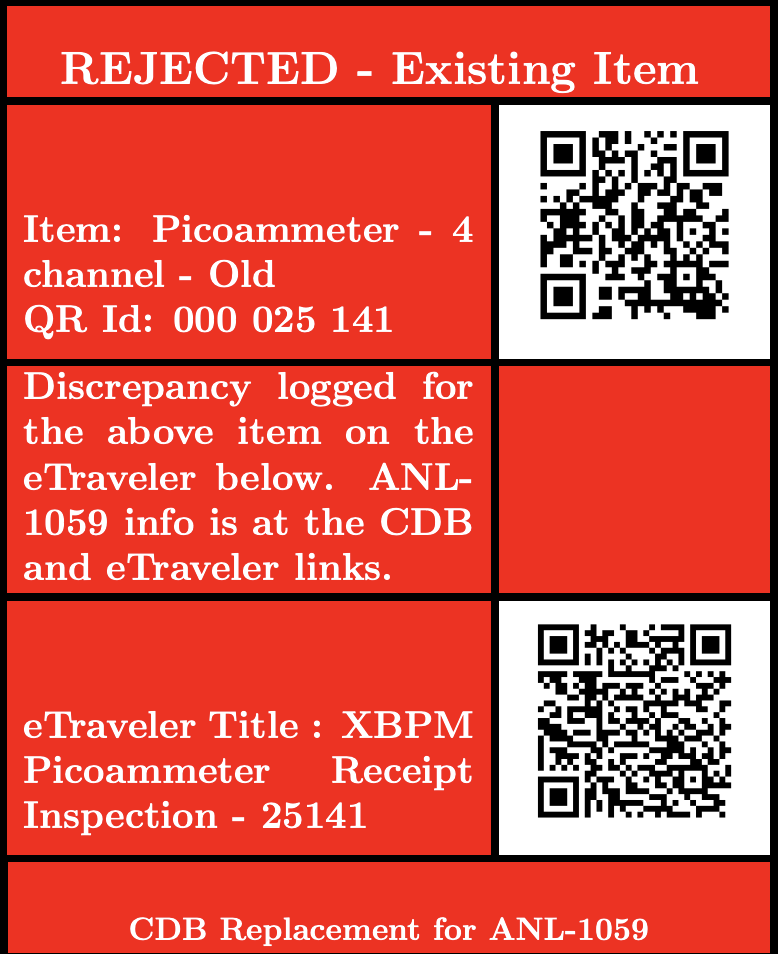 REJECTED - Existing Item
Item: Picoammeter - 4
channel - Old
QR Id: 000 025 141
Discrepancy logged for
the above item on the
eTraveler below. ANL-
1059 info is at the CDB
and eTraveler links.
eTraveler Title : XBPM
Picoammeter Receipt
Inspection - 25141
CDB Replacement for ANL-1059